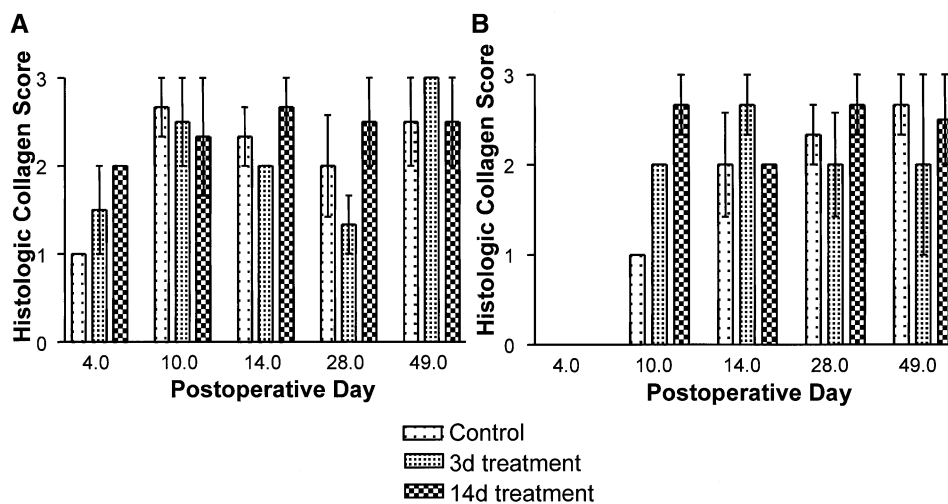 A
B
Histologic Collagen Score
3
2
1
0
4.0 10.0 14.0 28.0 49.0
Postoperative Day
Histologic Collagen Score
3
2
1
0
4.0 10.0 14.0 28.0 49.0
Postoperative Day
Control
3d treatment
14d treatment